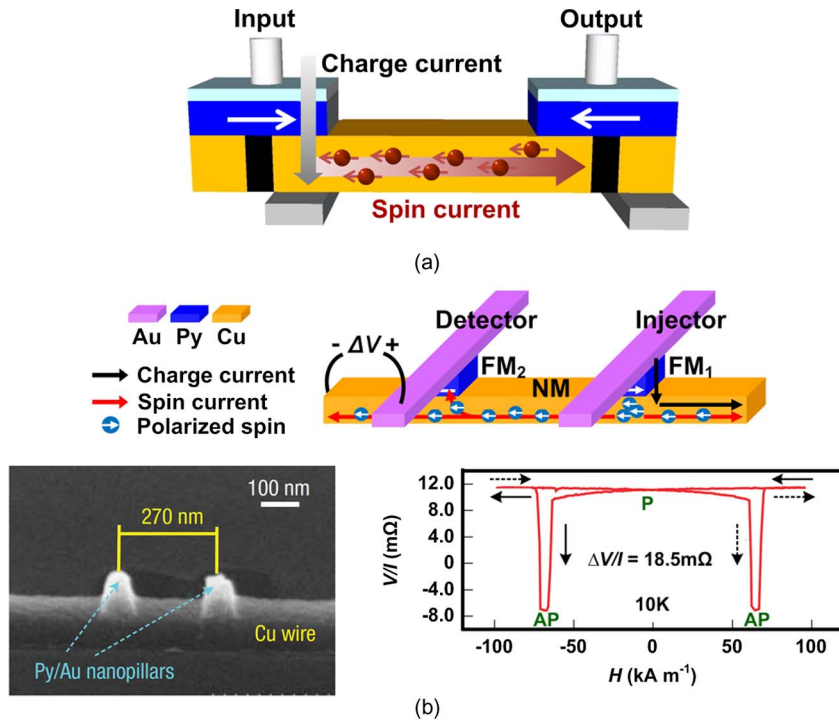 Input
Output
Charge current
Spin current
(a)
Au Py Cu
Charge current
Spin current
Polarized spin
Detector
Injector
- ΔV +
FM2
NM
FM1
100 nm
270 nm
Cu wire
Py/Au nanopillars
12.0
8.0
4.0
0
-4.0
-8.0
V/I (mΩ)
P
ΔV/I = 18.5mΩ
10K
AP
AP
-100 -50 0 50 100
H (kA m-1)
(b)